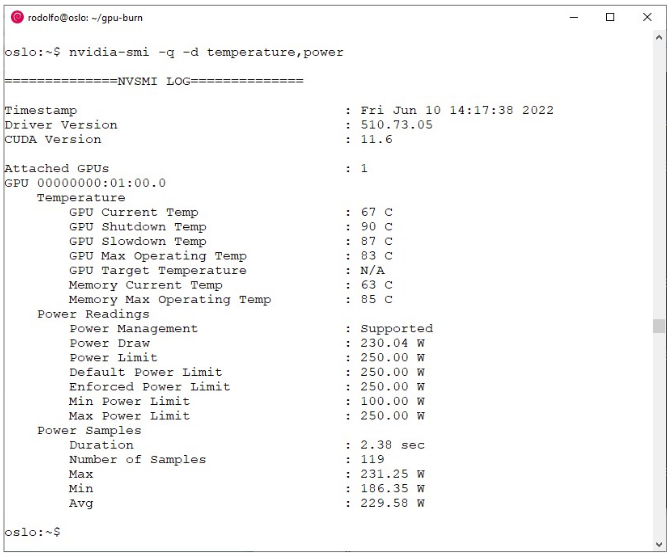 rodolfo@oslo: ~/gpu-burn
oslo:~$ nvidia-smi -q -d temperature,power
==============NVSMI LOG==============
Timestamp : Fri Jun 10 14:17:38 2022
Driver Version : 510.73.05
CUDA Version : 11.6
Attached GPUs : 1
GPU 00000000:01:00.0
Temperature
GPU Current Temp : 67 C
GPU Shutdown Temp : 90 C
GPU Slowdown Temp : 87 C
GPU Max Operating Temp : 83 C
GPU Target Temperature : N/A
Memory Current Temp : 63 C
Memory Max Operating Temp : 85 C
Power Readings
Power Management : Supported
Power Draw : 230.04 W
Power Limit : 250.00 W
Default Power Limit : 250.00 W
Enforced Power Limit : 250.00 W
Min Power Limit : 100.00 W
Max Power Limit : 250.00 W
Power Samples
Duration : 2.38 sec
Number of Samples : 119
Max : 231.25 W
Min : 186.35 W
Avg : 229.58 W
oslo:~$